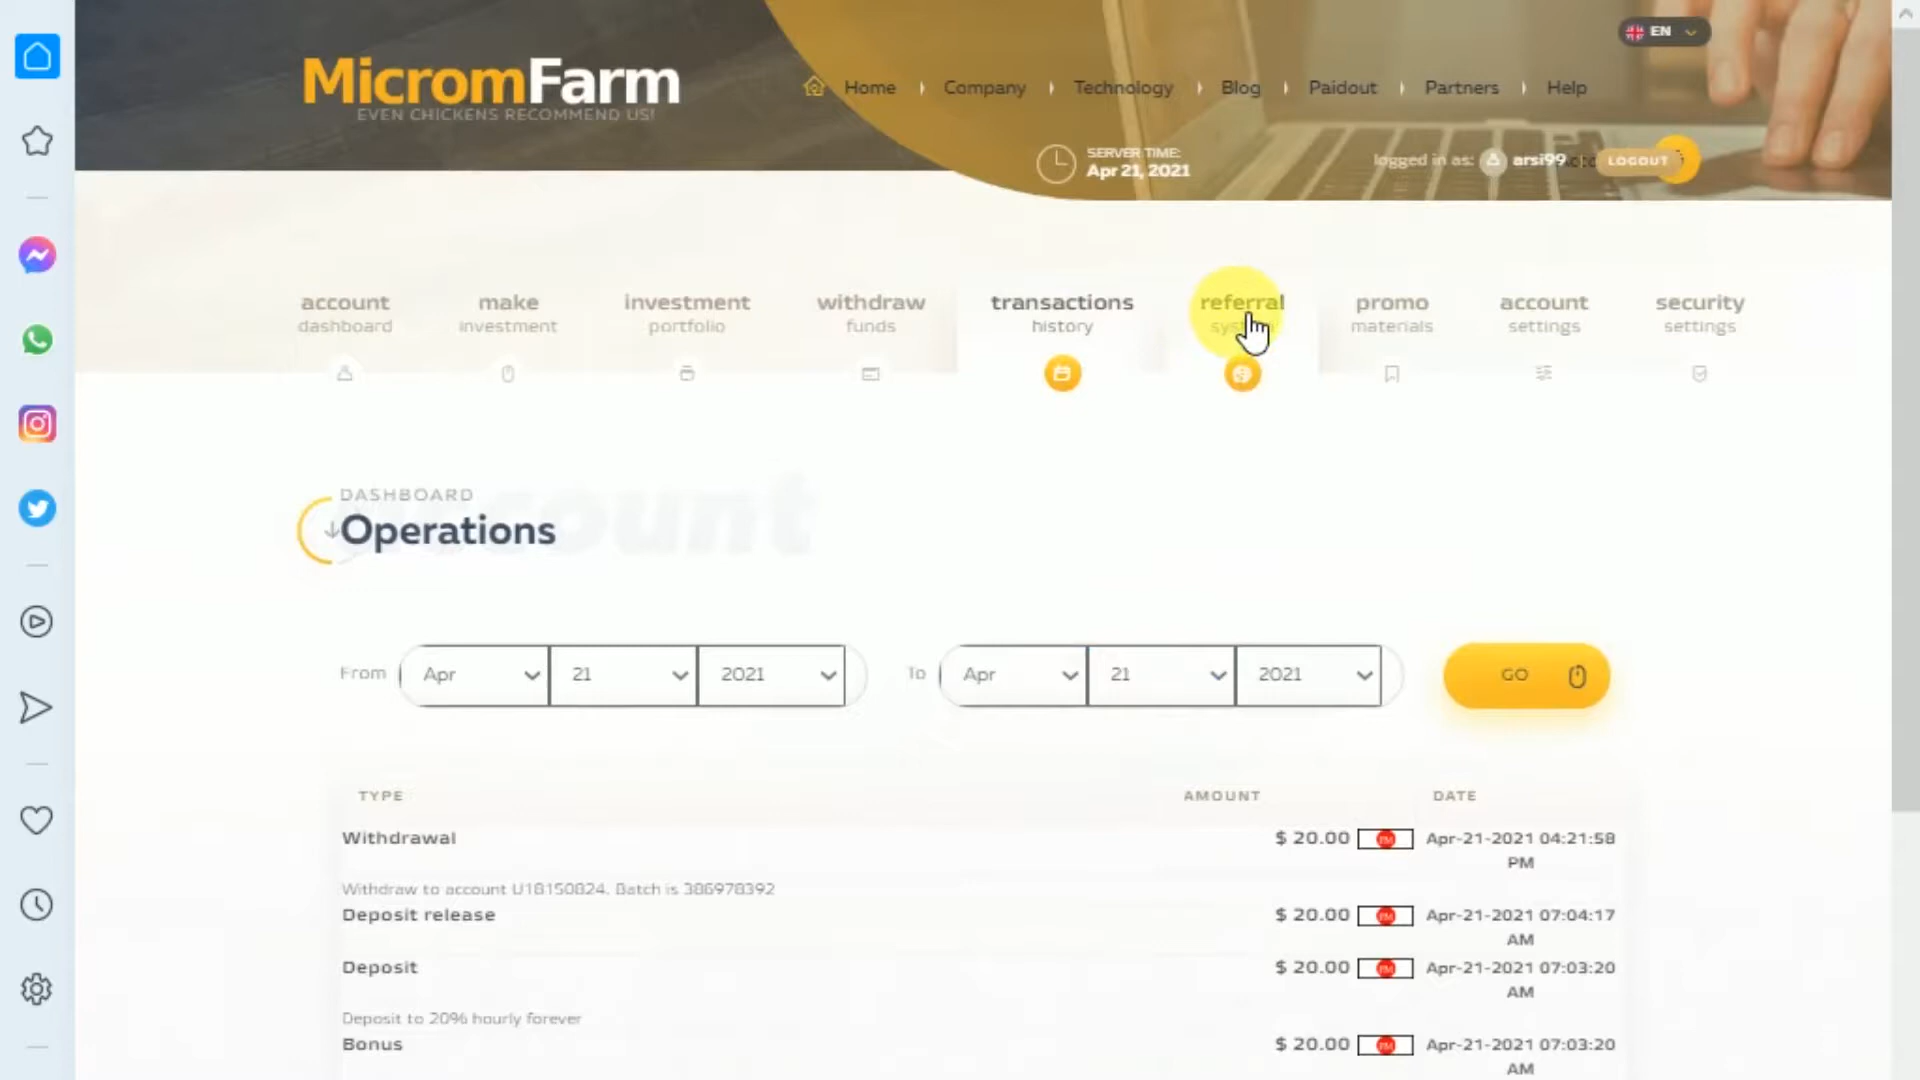 EN
MicromFarm
EVEN CHICKENS RECOMMEND US!
Home Company Technology Blog Paidout Partners Help
SERVER TIME:
Apr 21, 2021
logged in as: arsi99 LOGOUT
account make investment withdraw transactions referral promo account security
dashboard investment portfolio funds history materials settings settings
account
DASHBOARD
Operations
From Apr 21 2021 To Apr 21 2021 GO
TYPE AMOUNT DATE
Withdrawal $ 20.00 PM Apr-21-2021 04:21:58
PM
Withdraw to account U18150824. Batch is 386978392
Deposit release $ 20.00 PM Apr-21-2021 07:04:17
AM
Deposit $ 20.00 PM Apr-21-2021 07:03:20
AM
Deposit to 20% hourly forever
Bonus $ 20.00 PM Apr-21-2021 07:03:20
AM